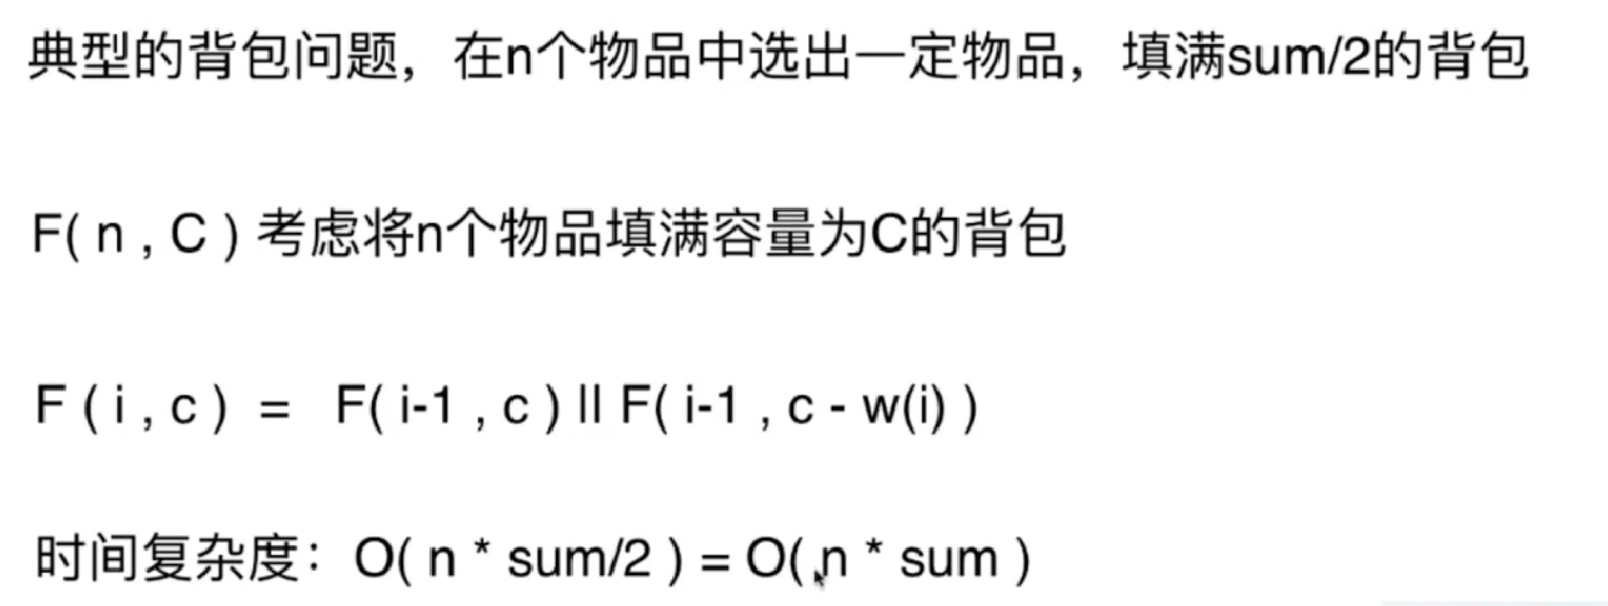 典型的背包问题，在n个物品中选出一定物品，填满sum/2的背包
F( n , C ) 考虑将n个物品填满容量为C的背包
F ( i , c ) = F( i-1 , c ) || F( i-1 , c - w(i) )
时间复杂度：O( n * sum/2 ) = O( n * sum )